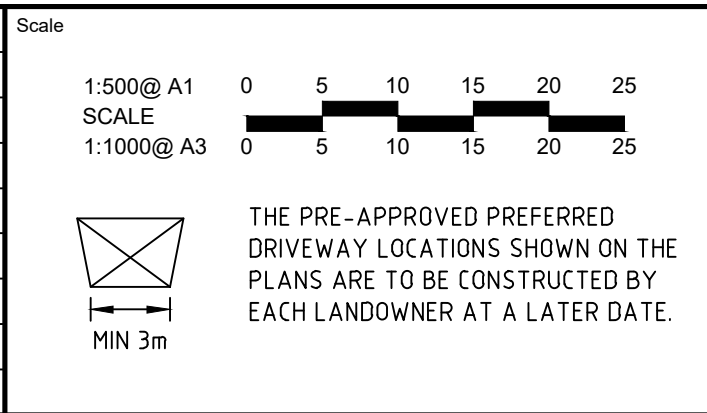 Scale
1:500@ A1 0 5 10 15 20 25
SCALE
1:1000@ A3 0 5 10 15 20 25
THE PRE-APPROVED PREFERRED
DRIVEWAY LOCATIONS SHOWN ON THE
PLANS ARE TO BE CONSTRUCTED BY
EACH LANDOWNER AT A LATER DATE.
MIN 3m